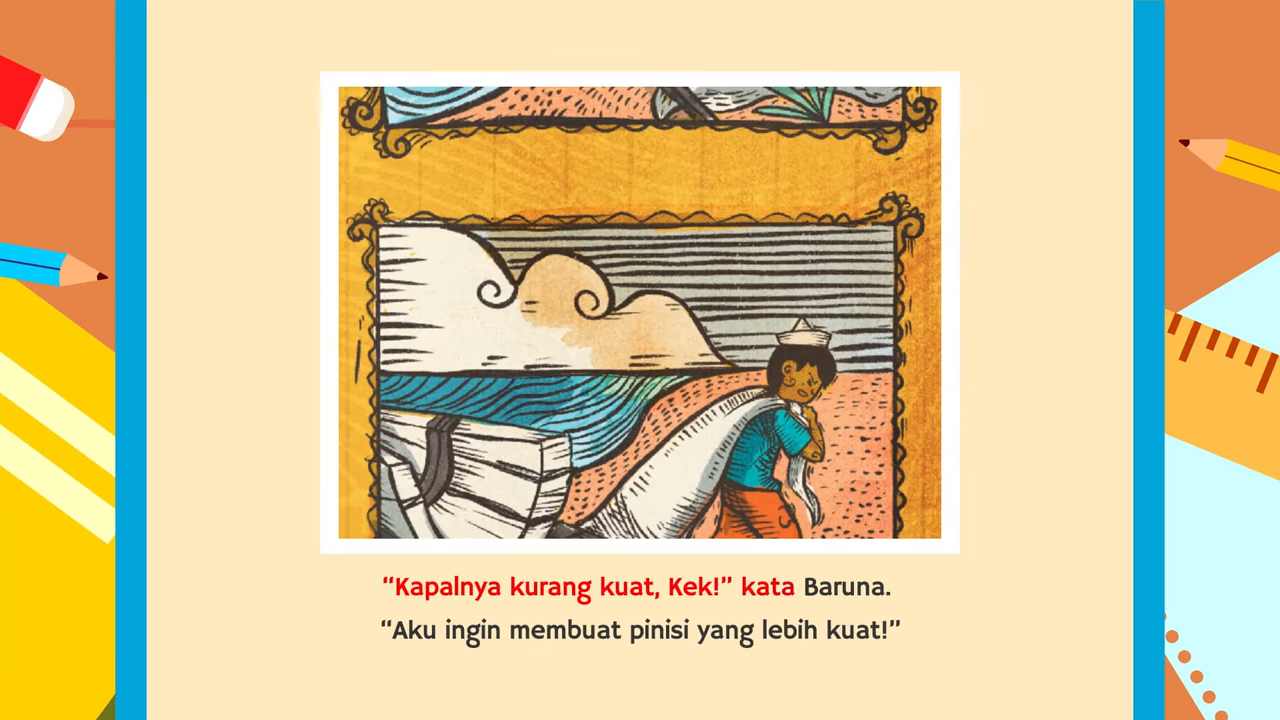 “Kapalnya kurang kuat, Kek!” kata Baruna.
“Aku ingin membuat pinisi yang lebih kuat!”